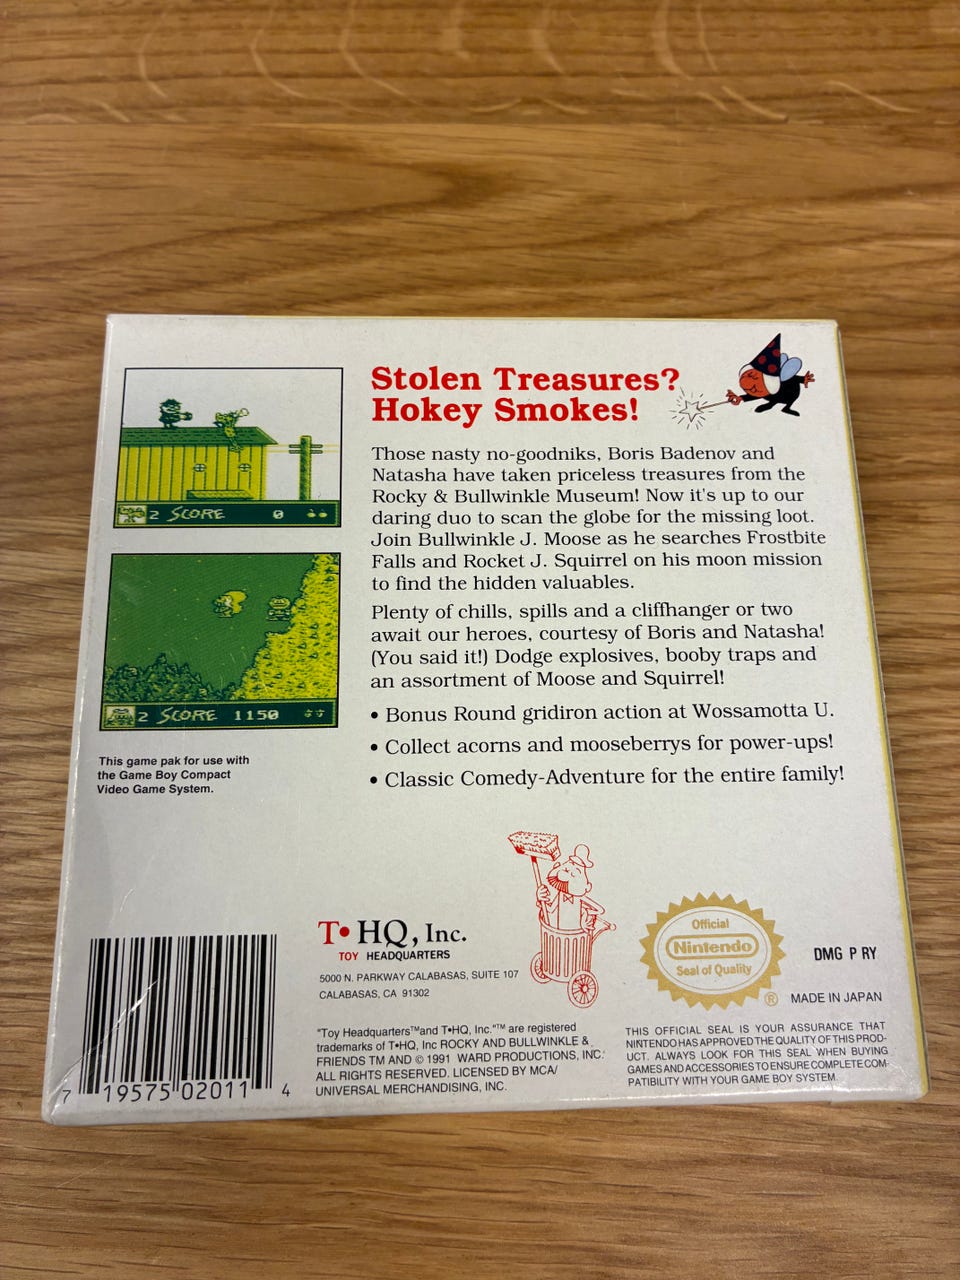 Stolen Treasures?
Hokey Smokes!
Those nasty no-goodniks, Boris Badenov and
Natasha have taken priceless treasures from the
Rocky & Bullwinkle Museum! Now it's up to our
daring duo to scan the globe for the missing loot.
Join Bullwinkle J. Moose as he searches Frostbite
Falls and Rocket J. Squirrel on his moon mission
to find the hidden valuables.
Plenty of chills, spills and a cliffhanger or two
await our heroes, courtesy of Boris and Natasha!
(You said it!) Dodge explosives, booby traps and
an assortment of Moose and Squirrel!
• Bonus Round gridiron action at Wossamotta U.
• Collect acorns and mooseberrys for power-ups!
• Classic Comedy-Adventure for the entire family!
2 SCORE 0
2 SCORE 1150
This game pak for use with
the Game Boy Compact
Video Game System.
T•HQ, Inc.
TOY HEADQUARTERS
5000 N. PARKWAY CALABASAS, SUITE 107
CALABASAS, CA 91302
"Toy Headquarters™and T•HQ, Inc."™ are registered
trademarks of T•HQ, Inc ROCKY AND BULLWINKLE &
FRIENDS TM AND © 1991 WARD PRODUCTIONS, INC.
ALL RIGHTS RESERVED. LICENSED BY MCA/
UNIVERSAL MERCHANDISING, INC.
Official
Nintendo
Seal of Quality
®
DMG P RY
MADE IN JAPAN
THIS OFFICIAL SEAL IS YOUR ASSURANCE THAT
NINTENDO HAS APPROVED THE QUALITY OF THIS PROD-
UCT. ALWAYS LOOK FOR THIS SEAL WHEN BUYING
GAMES AND ACCESSORIES TO ENSURE COMPLETE COM-
PATIBILITY WITH YOUR GAME BOY SYSTEM.
7 19575 02011 4